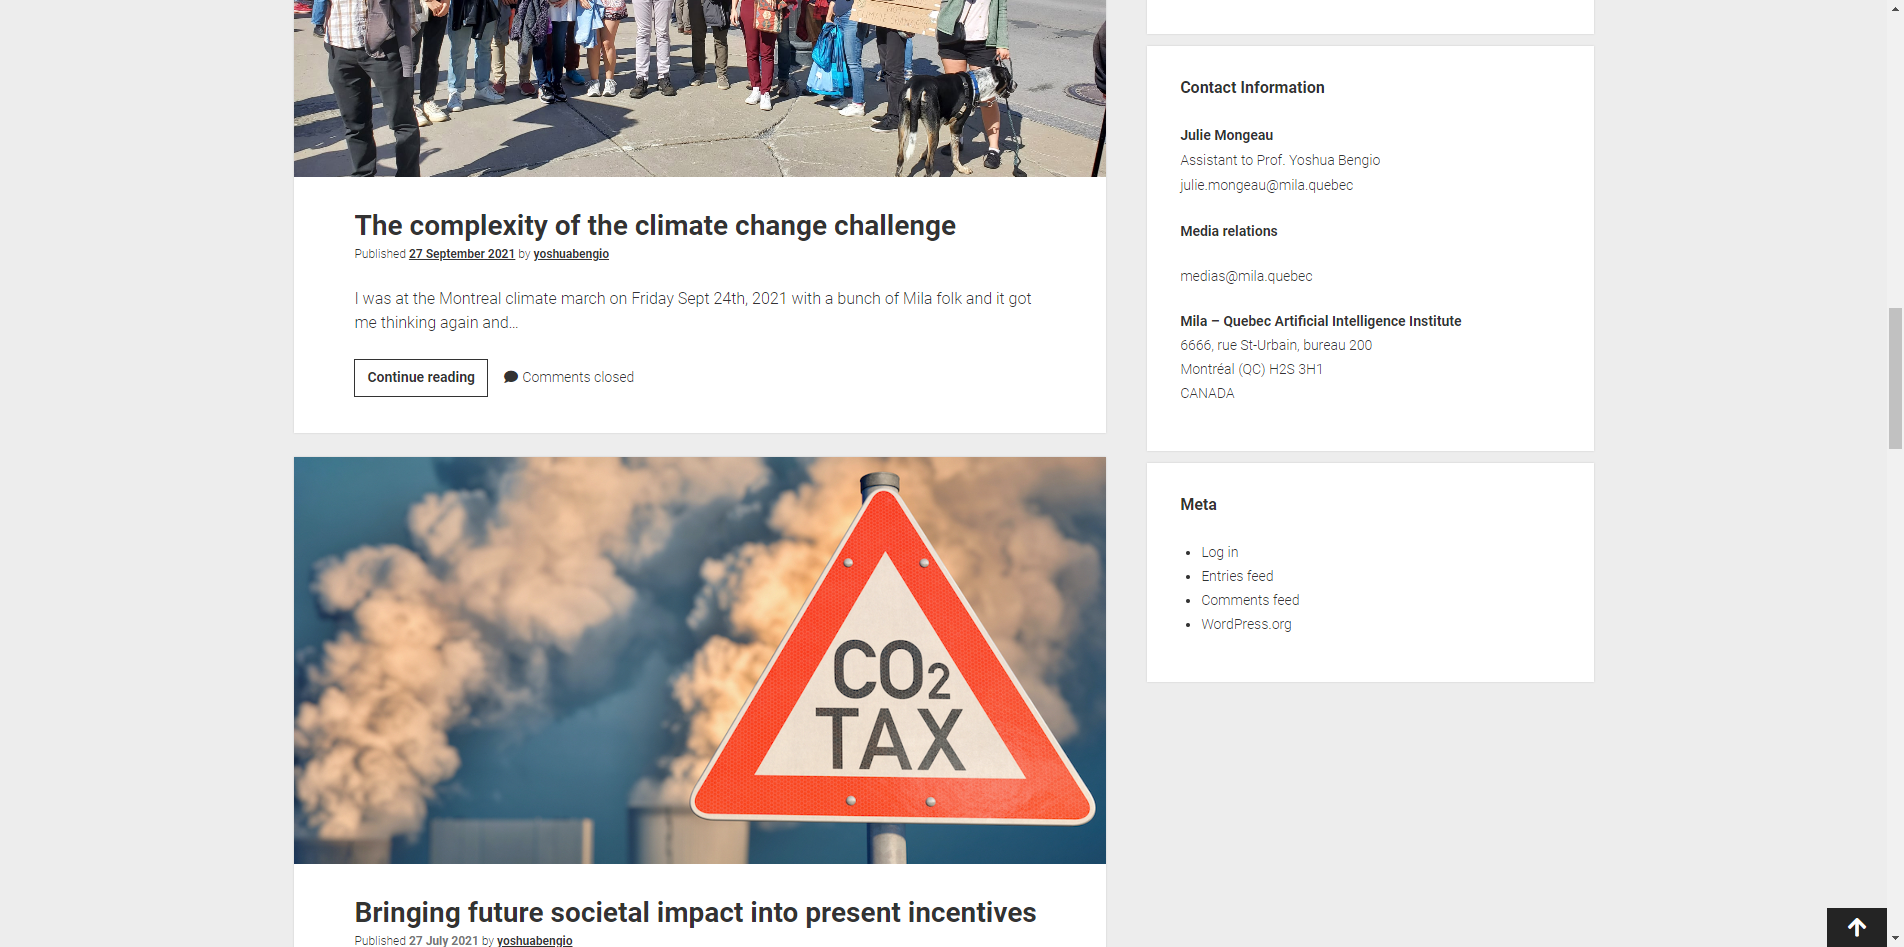 The complexity of the climate change challenge
Published 27 September 2021 by yoshuabengio
I was at the Montreal climate march on Friday Sept 24th, 2021 with a bunch of Mila folk and it got
me thinking again and…
Continue reading
Comments closed
CO2
TAX
Bringing future societal impact into present incentives
Published 27 July 2021 by yoshuabengio
Contact Information
Julie Mongeau
Assistant to Prof. Yoshua Bengio
julie.mongeau@mila.quebec
Media relations
medias@mila.quebec
Mila – Quebec Artificial Intelligence Institute
6666, rue St-Urbain, bureau 200
Montréal (QC) H2S 3H1
CANADA
Meta
Log in
Entries feed
Comments feed
WordPress.org